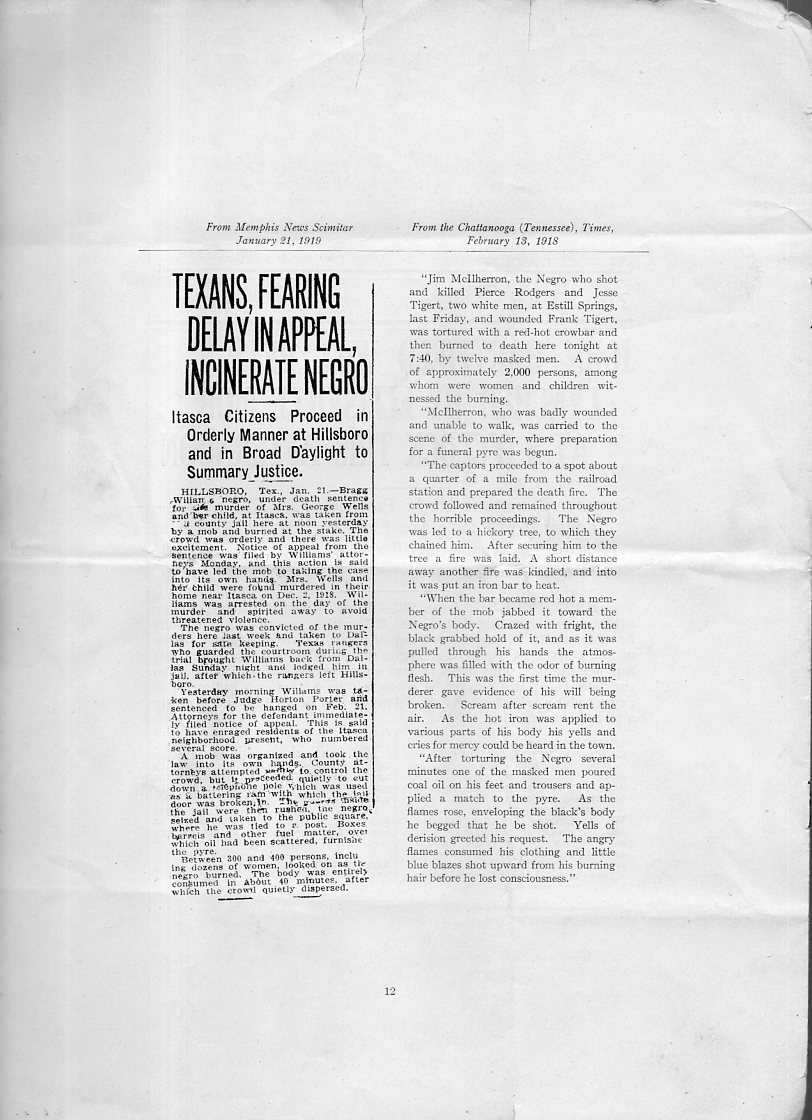 From Memphis News Scimitar
January 21, 1919
TEXANS, FEARING
DELAY IN APPEAL,
INCINERATE NEGRO
Itasca Citizens Proceed in
Orderly Manner at Hillsboro
and in Broad Daylight to
Summary Justice.
HILLSBORO, Tex., Jan. 21.—Bragg
negro, under death sentence
for murder of Mrs. George Wells
and her child, at Itasca, was taken from
county jail here at noon yesterday
by a mob and burned at the stake. The
crowd was orderly and there was little
excitement. Notice of appeal from the
sentence was filed by Williams' attor-
neys Monday, and this action is said
to have led the mob to taking the case
into its own hands. Mrs. Wells and
her child were found murdered in their
home near Itasca on Dec. 2, 1918. Wil-
liams was arrested on the day of the
murder and spirited away to avoid
threatened violence.
The negro was convicted of the mur-
ders here last week and taken to Dal-
las for safe keeping. Texas rangers
who guarded the courtroom during the
trial brought Williams back from Dal-
las Sunday night and lodged him in
jail, after which the rangers left Hills-
boro.
Yesterday morning Wiliams was ta-
ken before Judge Horton Porter and
sentenced to be hanged on Feb. 21.
Attorneys for the defendant immediate-
ly filed notice of appeal. This is said
to have enraged residents of the Itasca
neighborhood present, who numbered
several score.
A mob was organized and took the
law into its own hands. County at-
torneys attempted to control the
crowd, but it proceeded quietly to cut
down a telephone pole which was used
as a battering ram with which the jail
door was broken in. The guards inside
the jail were then rushed, the negro
seized and taken to the public square,
where he was tied to a post. Boxes
barrels and other fuel matter, over
which oil had been scattered, furnishe
the pyre.
Between 300 and 400 persons, inclu
ing dozens of women, looked on as the
negro burned. The body was entirely
consumed in about 40 minutes, after
which the crowd quietly dispersed.
From the Chattanooga (Tennessee), Times,
February 13, 1918
"Jim McIlherron, the Negro who shot
and killed Pierce Rodgers and Jesse
Tigert, two white men, at Estill Springs,
last Friday, and wounded Frank Tigert,
was tortured with a red-hot crowbar and
then burned to death here tonight at
7:40, by twelve masked men. A crowd
of approximately 2,000 persons, among
whom were women and children wit-
nessed the burning.
"McIlherron, who was badly wounded
and unable to walk, was carried to the
scene of the murder, where preparation
for a funeral pyre was begun.
"The captors proceeded to a spot about
a quarter of a mile from the railroad
station and prepared the death fire. The
crowd followed and remained throughout
the horrible proceedings. The Negro
was led to a hickory tree, to which they
chained him. After securing him to the
tree a fire was laid. A short distance
away another fire was kindled, and into
it was put an iron bar to heat.
"When the bar became red hot a mem-
ber of the mob jabbed it toward the
Negro's body. Crazed with fright, the
black grabbed hold of it, and as it was
pulled through his hands the atmos-
phere was filled with the odor of burning
flesh. This was the first time the mur-
derer gave evidence of his will being
broken. Scream after scream rent the
air. As the hot iron was applied to
various parts of his body his yells and
cries for mercy could be heard in the town.
"After torturing the Negro several
minutes one of the masked men poured
coal oil on his feet and trousers and ap-
plied a match to the pyre. As the
flames rose, enveloping the black's body
he begged that he be shot. Yells of
derision greeted his request. The angry
flames consumed his clothing and little
blue blazes shot upward from his burning
hair before he lost consciousness."
12